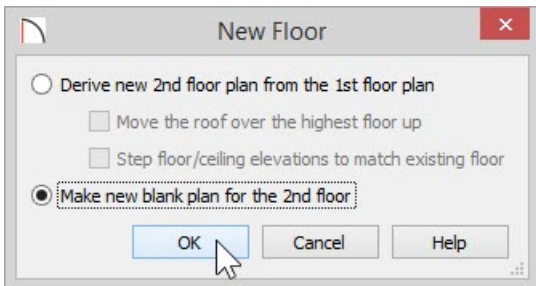 New Floor
Derive new 2nd floor plan from the 1st floor plan
Move the roof over the highest floor up
Step floor/ceiling elevations to match existing floor
Make new blank plan for the 2nd floor
OK Cancel Help